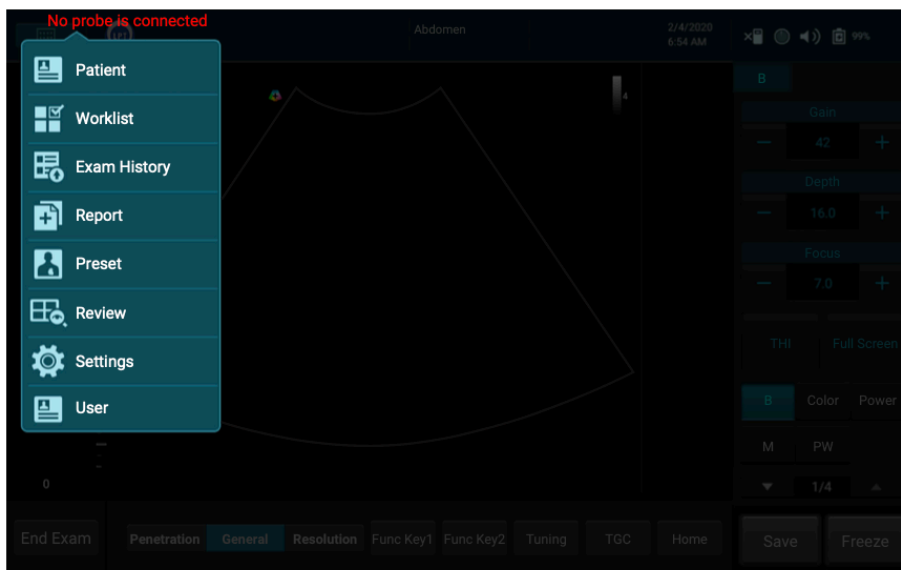 No probe is connected
LPT
Abdomen
2/4/2020
6:54 AM
99%
Patient
Worklist
Exam History
Report
Preset
Review
Settings
User
4
0
B
Gain
− 42 +
Depth
− 16.0 +
Focus
− 7.0 +
THI Full Screen
B Color Power
M PW
1/4
End Exam Penetration General Resolution Func Key1 Func Key2 Tuning TGC Home Save Freeze